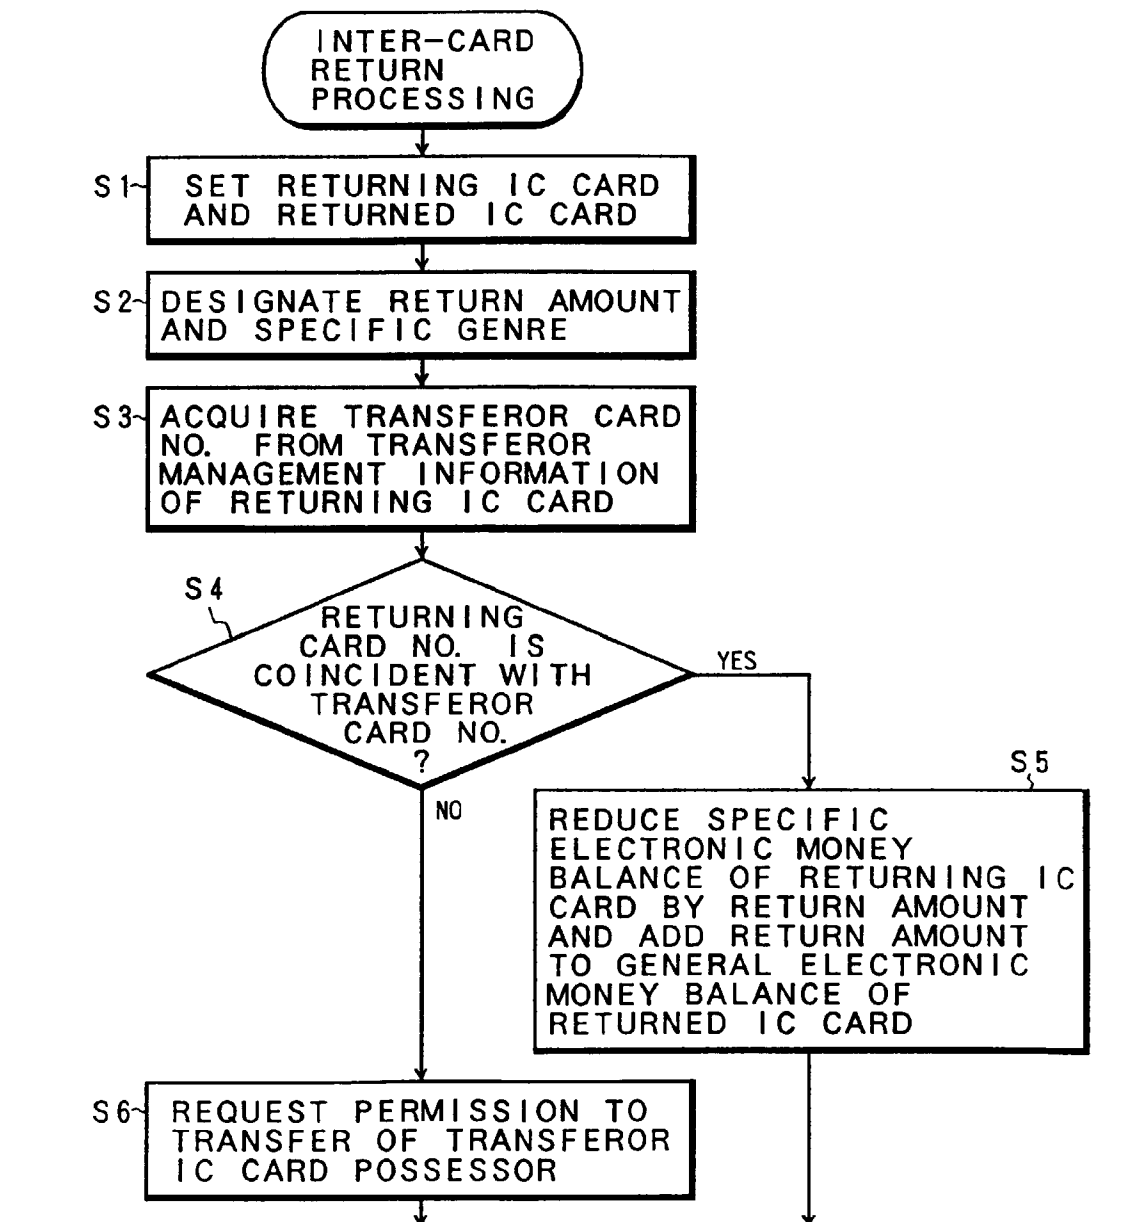 INTER-CARD
RETURN
PROCESSING
S1
SET RETURNING IC CARD
AND RETURNED IC CARD
S2
DESIGNATE RETURN AMOUNT
AND SPECIFIC GENRE
S3
ACQUIRE TRANSFEROR CARD
NO. FROM TRANSFEROR
MANAGEMENT INFORMATION
OF RETURNING IC CARD
S4
RETURNING
CARD NO. IS
COINCIDENT WITH
TRANSFEROR
CARD NO.
?
YES
NO
S5
REDUCE SPECIFIC
ELECTRONIC MONEY
BALANCE OF RETURNING IC
CARD BY RETURN AMOUNT
AND ADD RETURN AMOUNT
TO GENERAL ELECTRONIC
MONEY BALANCE OF
RETURNED IC CARD
S6
REQUEST PERMISSION TO
TRANSFER OF TRANSFEROR
IC CARD POSSESSOR